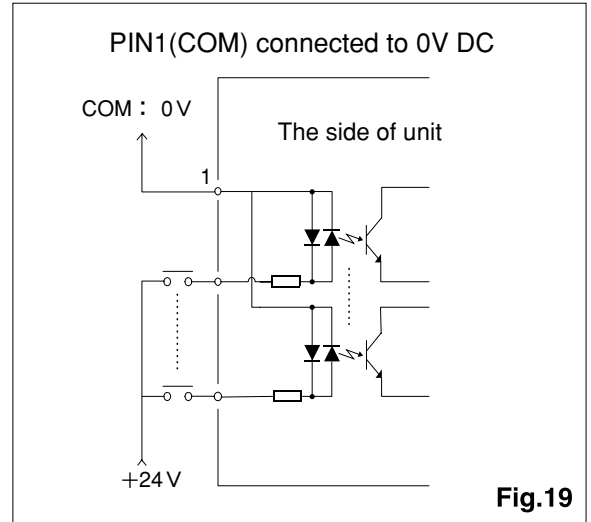 PIN1(COM) connected to 0V DC
COM： 0V
The side of unit
1
+24V
Fig.19